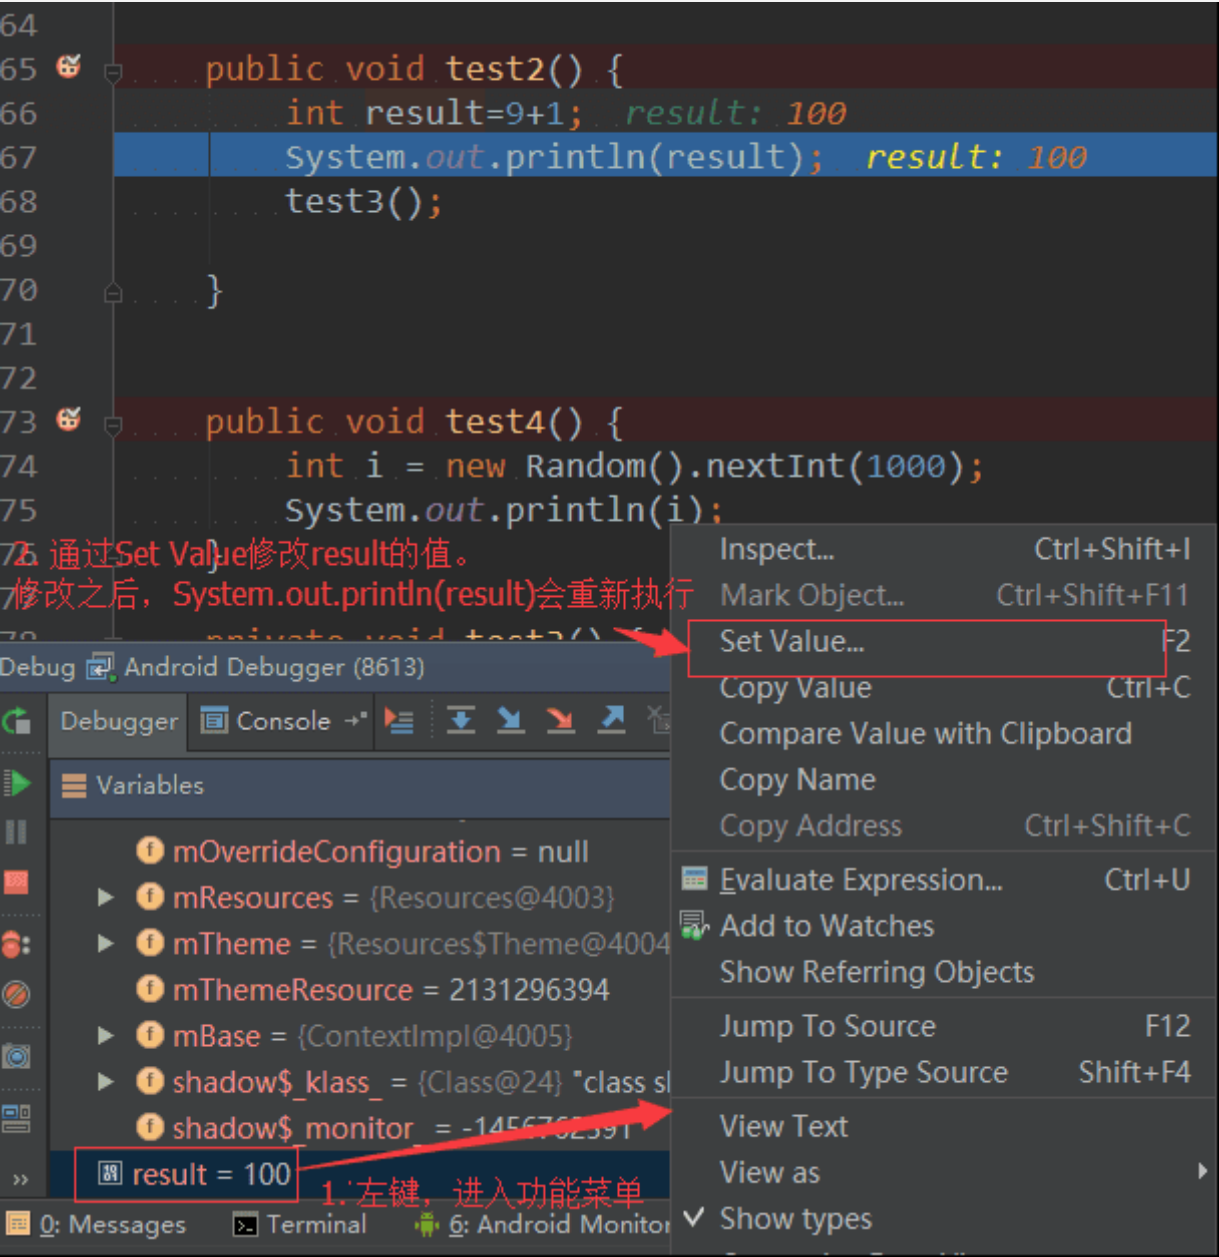 64
65 public void test2() {
66 int result=9+1; result: 100
67 System.out.println(result); result: 100
68 test3();
69
70 }
71
72
73 public void test4() {
74 int i = new Random().nextInt(1000);
75 System.out.println(i);
76 }
2. 通过Set Value修改result的值。
修改之后，System.out.println(result)会重新执行
private void test3() {
Inspect... Ctrl+Shift+I
Mark Object... Ctrl+Shift+F11
Set Value... F2
Copy Value Ctrl+C
Compare Value with Clipboard
Copy Name
Copy Address Ctrl+Shift+C
Evaluate Expression... Ctrl+U
Add to Watches
Show Referring Objects
Jump To Source F12
Jump To Type Source Shift+F4
View Text
View as
Show types
Debug Android Debugger (8613)
Debugger Console
Variables
mOverrideConfiguration = null
mResources = {Resources@4003}
mTheme = {Resources$Theme@4004
mThemeResource = 2131296394
mBase = {ContextImpl@4005}
shadow$_klass_ = {Class@24} "class sl
shadow$_monitor_ = -1456762391
result = 100
1. 左键，进入功能菜单
0: Messages Terminal 6: Android Monitor